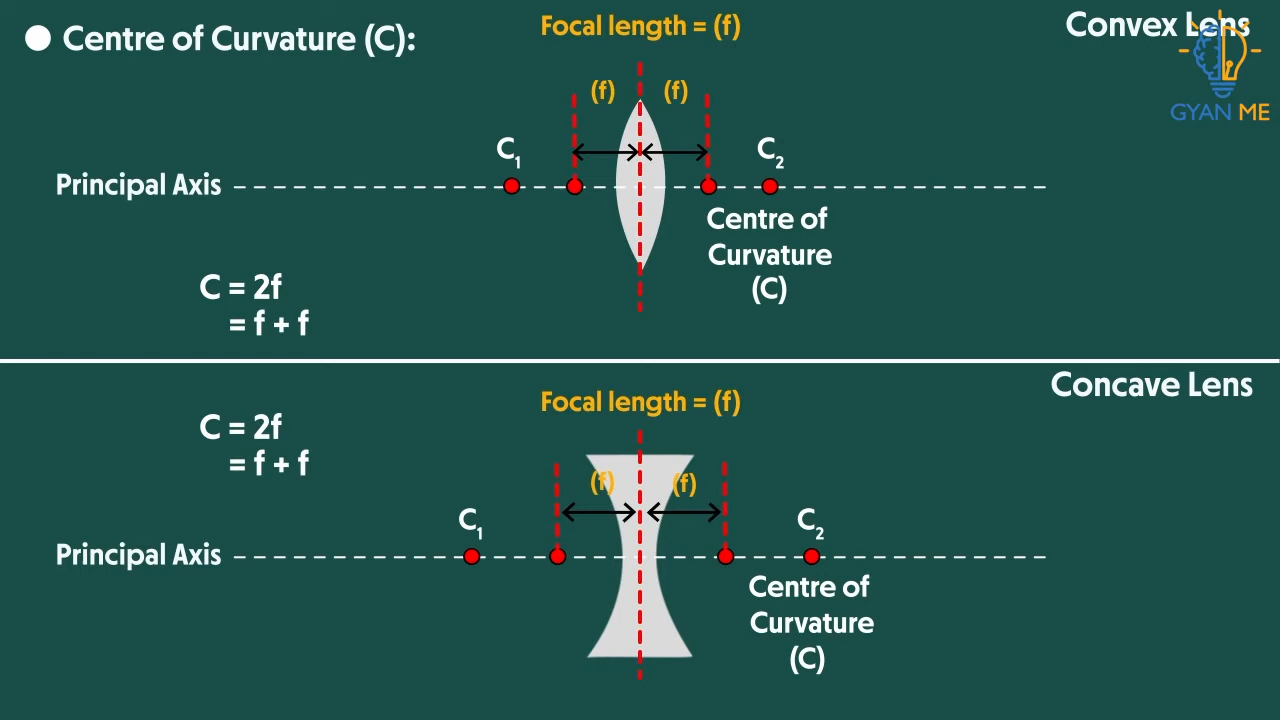 Centre of Curvature (C):
Focal length = (f)
Convex Lens
GYAN ME
(f) (f)
C₁ C₂
Principal Axis
Centre of
Curvature
(C)
C = 2f
= f + f
Concave Lens
Focal length = (f)
C = 2f
= f + f
(f) (f)
C₁ C₂
Principal Axis
Centre of
Curvature
(C)